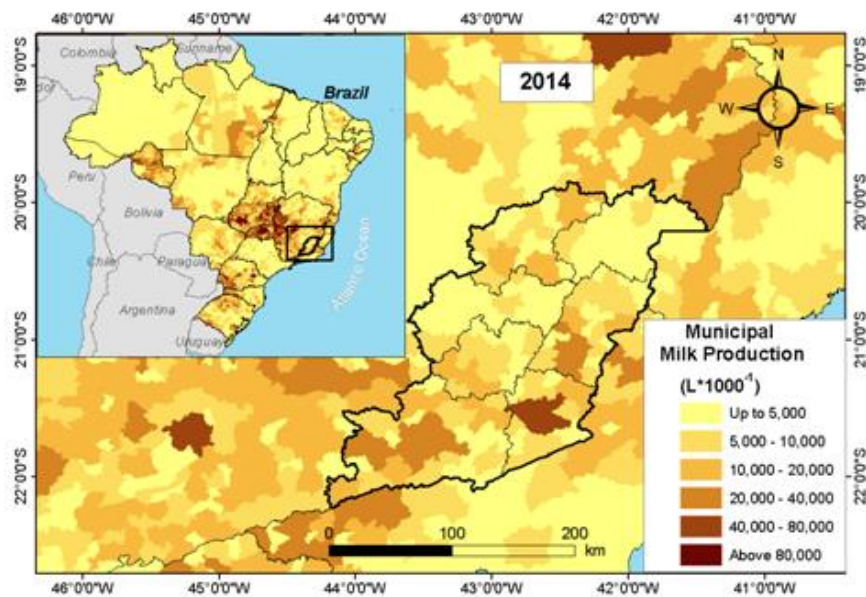 46°0'0"W 45°0'0"W 44°0'0"W 43°0'0"W 42°0'0"W 41°0'0"W
19°0'0"S
20°0'0"S
21°0'0"S
22°0'0"S
Colombia
Suriname
Brazil
Peru
Bolivia
Paraguay
Chile
Argentina
Uruguay
Atlantic Ocean
2014
N
W E
S
19°0'0"S
20°0'0"S
21°0'0"S
22°0'0"S
Municipal
Milk Production
(L*1000⁻¹)
Up to 5,000
5,000 - 10,000
10,000 - 20,000
20,000 - 40,000
40,000 - 80,000
Above 80,000
0 100 200
km
46°0'0"W 45°0'0"W 44°0'0"W 43°0'0"W 42°0'0"W 41°0'0"W